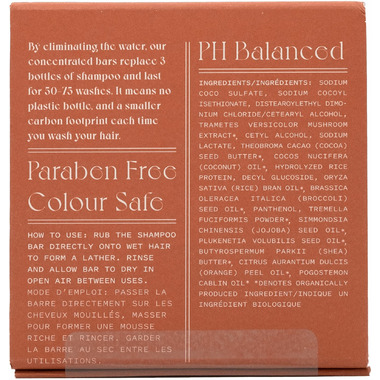 By eliminating the water, our
concentrated bars replace 3
bottles of shampoo and last
for 50-75 washes. It means no
plastic bottle, and a smaller
carbon footprint each time
you wash your hair.
Paraben Free
Colour Safe
HOW TO USE: RUB THE SHAMPOO
BAR DIRECTLY ONTO WET HAIR
TO FORM A LATHER. RINSE
AND ALLOW BAR TO DRY IN
OPEN AIR BETWEEN USES.
MODE D'EMPLOI: PASSER LA
BARRE DIRECTEMENT SUR LES
CHEVEUX MOUILLÉS, MASSER
POUR FORMER UNE MOUSSE
RICHE ET RINCER. GARDER
LA BARRE AU SEC ENTRE LES
UTILISATIONS.
PH Balanced
INGREDIENTS/INGRÉDIENTS: SODIUM
COCO SULFATE, SODIUM COCOYL
ISETHIONATE, DISTEAROYLETHYL DIMO-
NIUM CHLORIDE/CETEARYL ALCOHOL,
TRAMETES VERSICOLOR MUSHROOM
EXTRACT*, CETYL ALCOHOL, SODIUM
LACTATE, THEOBROMA CACAO (COCOA)
SEED BUTTER*, COCOS NUCIFERA
(COCONUT) OIL*, HYDROLYZED RICE
PROTEIN, DECYL GLUCOSIDE, ORYZA
SATIVA (RICE) BRAN OIL*, BRASSICA
OLERACEA ITALICA (BROCCOLI)
SEED OIL*, PANTHENOL, TREMELLA
FUCIFORMIS POWDER*, SIMMONDSIA
CHINENSIS (JOJOBA) SEED OIL*,
PLUKENETIA VOLUBILIS SEED OIL*,
BUTYROSPERMUM PARKII (SHEA)
BUTTER*, CITRUS AURANTIUM DULCIS
(ORANGE) PEEL OIL*, POGOSTEMON
CABLIN OIL* *DENOTES ORGANICALLY
PRODUCED INGREDIENT/INDIQUE UN
INGRÉDIENT BIOLOGIQUE